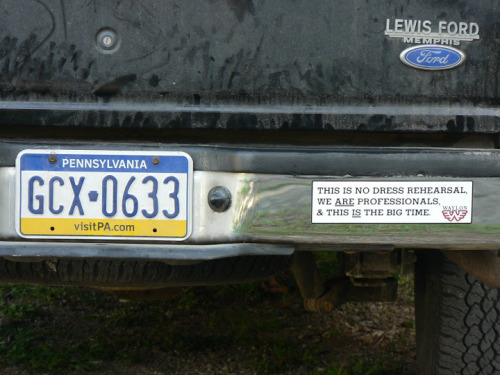 LEWIS FORD
MEMPHIS
Ford
PENNSYLVANIA
GCX 0633
visitPA.com
THIS IS NO DRESS REHEARSAL,
WE ARE PROFESSIONALS,
& THIS IS THE BIG TIME.
WAYLON